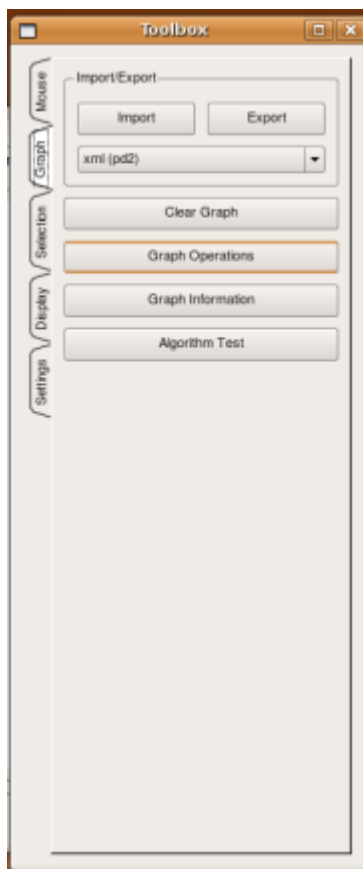 Toolbox
Mouse
Graph
Selection
Display
Settings
Import/Export
Import
Export
xml (pd2)
Clear Graph
Graph Operations
Graph Information
Algorithm Test